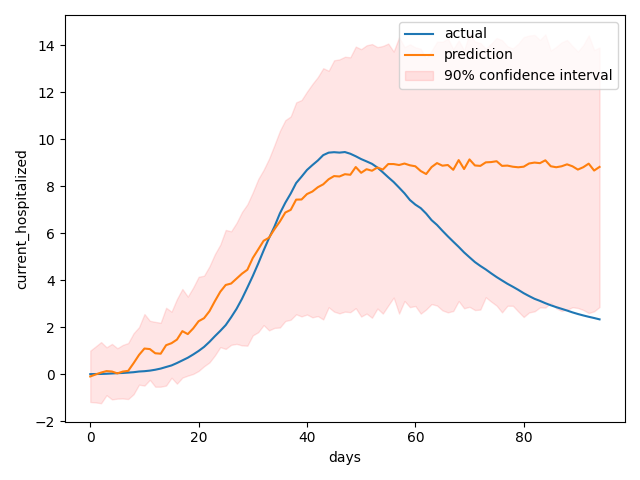 actual
prediction
90% confidence interval
14
12
10
8
6
4
2
0
−2
current_hospitalized
0 20 40 60 80
days